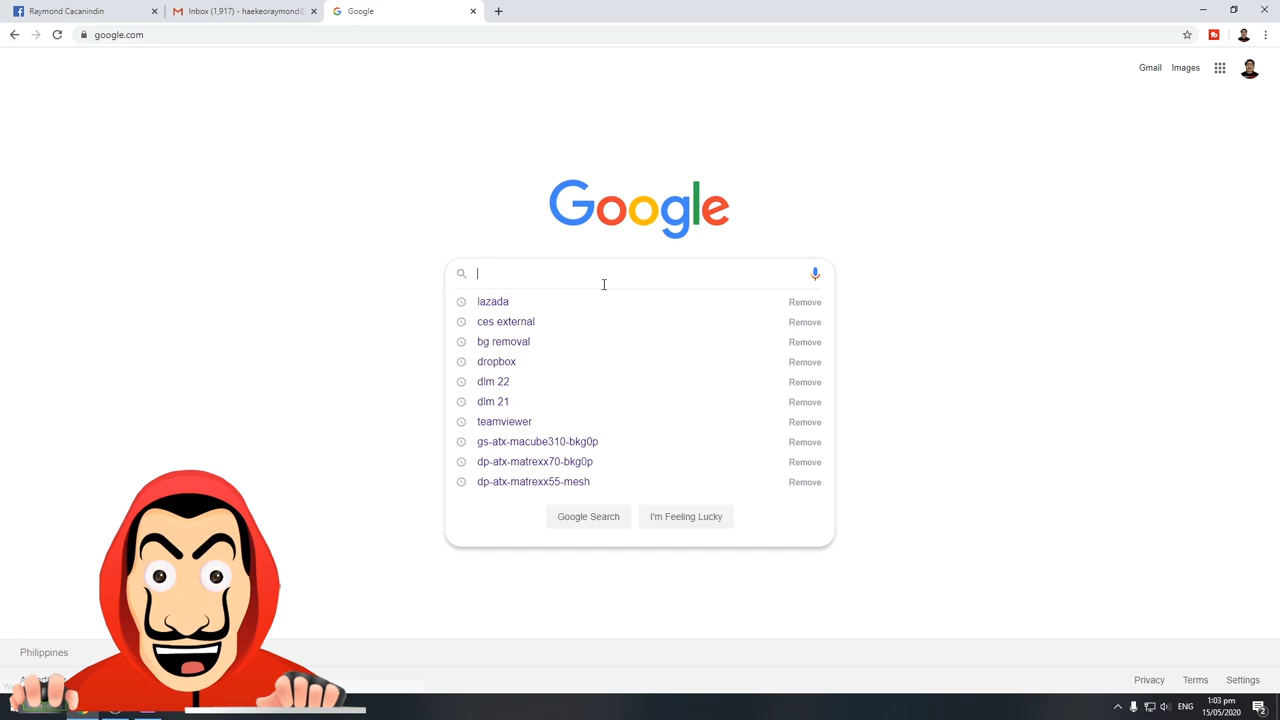 Raymond Cacanindin
Inbox (1,917) - haekeoraymond@
Google
google.com
Gmail Images
Google
lazada Remove
ces external Remove
bg removal Remove
dropbox Remove
dlm 22 Remove
dlm 21 Remove
teamviewer Remove
gs-atx-macube310-bkg0p Remove
dp-atx-matrexx70-bkg0p Remove
dp-atx-matrexx55-mesh Remove
Google Search I'm Feeling Lucky
Philippines
Privacy Terms Settings
ENG 1:03 pm
15/05/2020
2